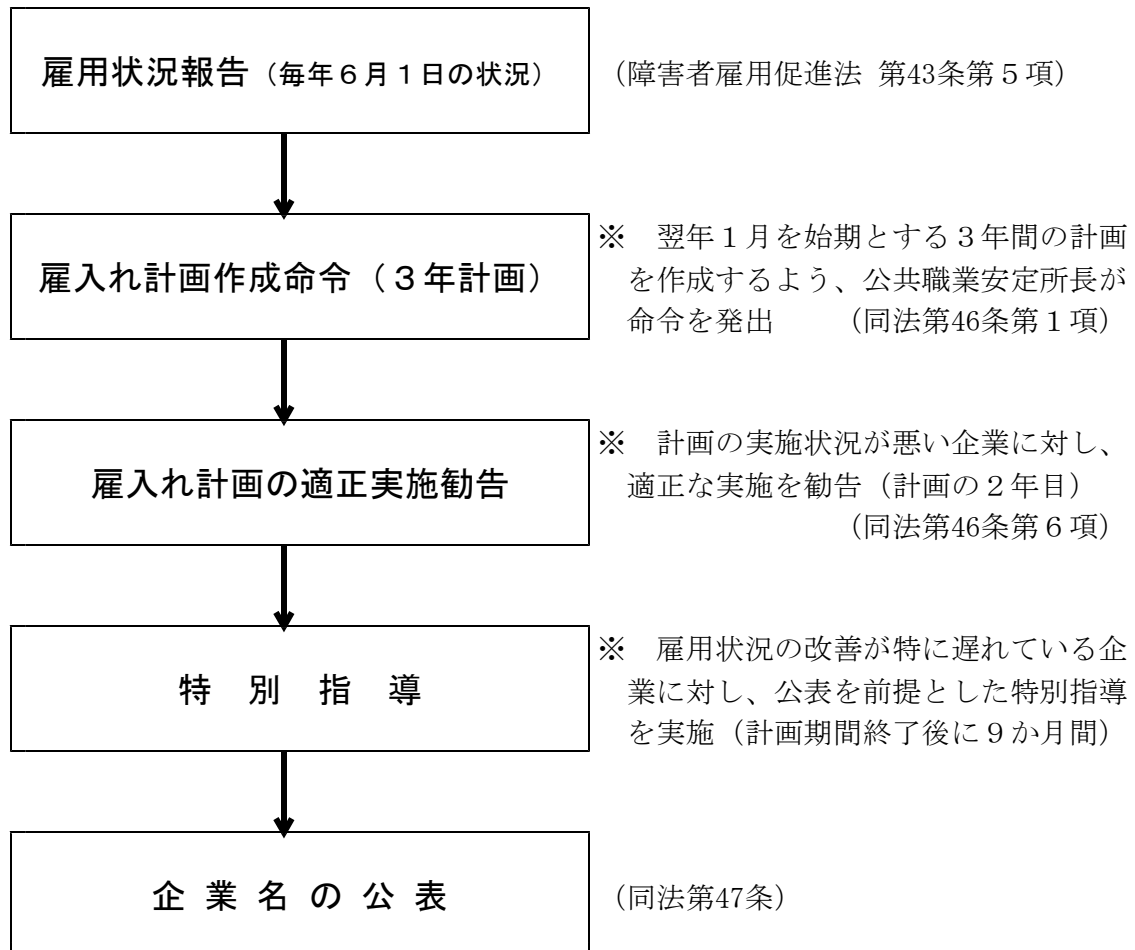 雇用状況報告（毎年６月１日の状況）
（障害者雇用促進法 第43条第５項）
雇入れ計画作成命令（３年計画）
※　翌年１月を始期とする３年間の計画
を作成するよう、公共職業安定所長が
命令を発出　　（同法第46条第１項）
雇入れ計画の適正実施勧告
※　計画の実施状況が悪い企業に対し、
適正な実施を勧告（計画の２年目）
（同法第46条第６項）
特　別　指　導
※　雇用状況の改善が特に遅れている企
業に対し、公表を前提とした特別指導
を実施（計画期間終了後に９か月間）
企 業 名 の 公 表
（同法第47条）